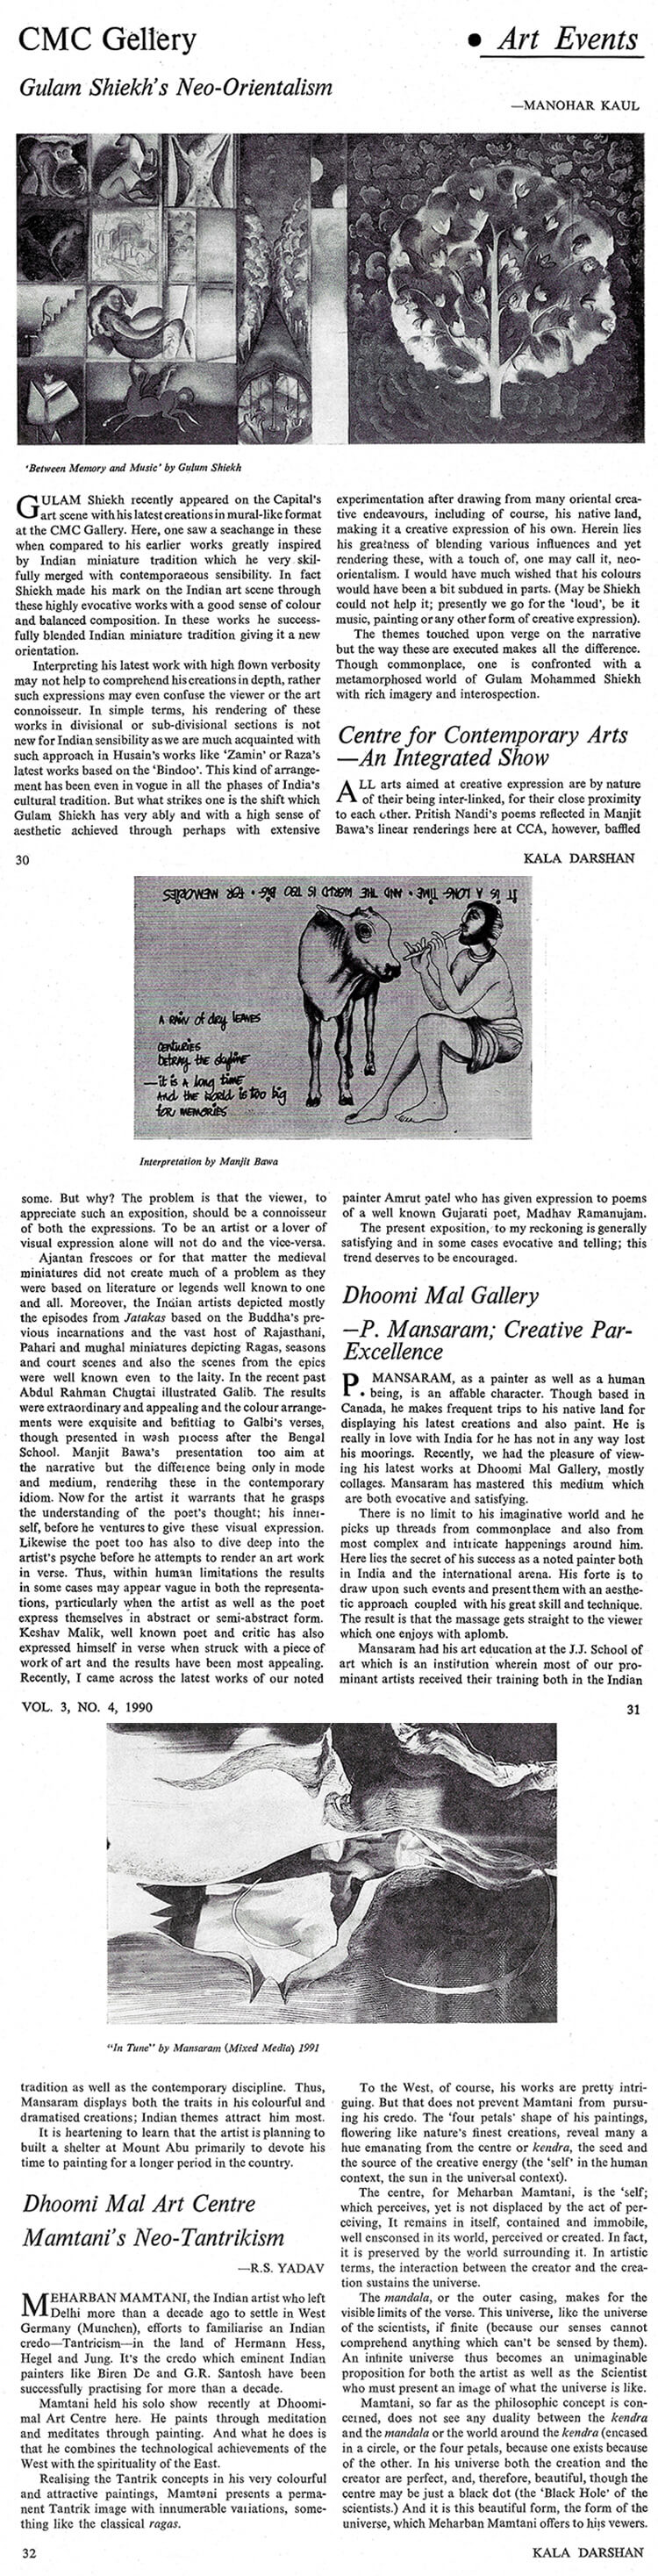 CMC Gellery
• Art Events
Gulam Shiekh's Neo-Orientalism
—MANOHAR KAUL
'Between Memory and Music' by Gulum Shiekh
GULAM Shiekh recently appeared on the Capital's
art scene with his latest creations in mural-like format
at the CMC Gallery. Here, one saw a seachange in these
when compared to his earlier works greatly inspired
by Indian miniature tradition which he very skil-
fully merged with contemporaeous sensibility. In fact
Shiekh made his mark on the Indian art scene through
these highly evocative works with a good sense of colour
and balanced composition. In these works he success-
fully blended Indian miniature tradition giving it a new
orientation.
Interpreting his latest work with high flown verbosity
may not help to comprehend his creations in depth, rather
such expressions may even confuse the viewer or the art
connoisseur. In simple terms, his rendering of these
works in divisional or sub-divisional sections is not
new for Indian sensibility as we are much acquainted with
such approach in Husain's works like 'Zamin' or Raza's
latest works based on the 'Bindoo'. This kind of arrange-
ment has been even in vogue in all the phases of India's
cultural tradition. But what strikes one is the shift which
Gulam Shiekh has very ably and with a high sense of
aesthetic achieved through perhaps with extensive
experimentation after drawing from many oriental crea-
tive endeavours, including of course, his native land,
making it a creative expression of his own. Herein lies
his greatness of blending various influences and yet
rendering these, with a touch of, one may call it, neo-
orientalism. I would have much wished that his colours
would have been a bit subdued in parts. (May be Shiekh
could not help it; presently we go for the 'loud', be it
music, painting or any other form of creative expression).
The themes touched upon verge on the narrative
but the way these are executed makes all the difference.
Though commonplace, one is confronted with a
metamorphosed world of Gulam Mohammed Shiekh
with rich imagery and interospection.
Centre for Contemporary Arts
—An Integrated Show
ALL arts aimed at creative expression are by nature
of their being inter-linked, for their close proximity
to each other. Pritish Nandi's poems reflected in Manjit
Bawa's linear renderings here at CCA, however, baffled
30
KALA DARSHAN
IT IS A LONG TIME • AND THE WORLD IS TOO BIG • FOR MEMORIES
A RAIN of dry LEAVES
CENTURIES
betray the skyline
—it is A long time
AND the world is too big
for MEMORIES
Interpretation by Manjit Bawa
some. But why? The problem is that the viewer, to
appreciate such an exposition, should be a connoisseur
of both the expressions. To be an artist or a lover of
visual expression alone will not do and the vice-versa.
Ajantan frescoes or for that matter the medieval
miniatures did not create much of a problem as they
were based on literature or legends well known to one
and all. Moreover, the Indian artists depicted mostly
the episodes from Jatakas based on the Buddha's pre-
vious incarnations and the vast host of Rajasthani,
Pahari and mughal miniatures depicting Ragas, seasons
and court scenes and also the scenes from the epics
were well known even to the laity. In the recent past
Abdul Rahman Chugtai illustrated Galib. The results
were extraordinary and appealing and the colour arrange-
ments were exquisite and befitting to Galbi's verses,
though presented in wash process after the Bengal
School. Manjit Bawa's presentation too aim at
the narrative but the difference being only in mode
and medium, rendering these in the contemporary
idiom. Now for the artist it warrants that he grasps
the understanding of the poet's thought; his inner-
self, before he ventures to give these visual expression.
Likewise the poet too has also to dive deep into the
artist's psyche before he attempts to render an art work
in verse. Thus, within human limitations the results
in some cases may appear vague in both the representa-
tions, particularly when the artist as well as the poet
express themselves in abstract or semi-abstract form.
Keshav Malik, well known poet and critic has also
expressed himself in verse when struck with a piece of
work of art and the results have been most appealing.
Recently, I came across the latest works of our noted
painter Amrut patel who has given expression to poems
of a well known Gujarati poet, Madhav Ramanujam.
The present exposition, to my reckoning is generally
satisfying and in some cases evocative and telling; this
trend deserves to be encouraged.
Dhoomi Mal Gallery
—P. Mansaram; Creative Par-
Excellence
P. MANSARAM, as a painter as well as a human
being, is an affable character. Though based in
Canada, he makes frequent trips to his native land for
displaying his latest creations and also paint. He is
really in love with India for he has not in any way lost
his moorings. Recently, we had the pleasure of view-
ing his latest works at Dhoomi Mal Gallery, mostly
collages. Mansaram has mastered this medium which
are both evocative and satisfying.
There is no limit to his imaginative world and he
picks up threads from commonplace and also from
most complex and intricate happenings around him.
Here lies the secret of his success as a noted painter both
in India and the international arena. His forte is to
draw upon such events and present them with an aesthe-
tic approach coupled with his great skill and technique.
The result is that the massage gets straight to the viewer
which one enjoys with aplomb.
Mansaram had his art education at the J.J. School of
art which is an institution wherein most of our pro-
minant artists received their training both in the Indian
VOL. 3, NO. 4, 1990
31
"In Tune" by Mansaram (Mixed Media) 1991
tradition as well as the contemporary discipline. Thus,
Mansaram displays both the traits in his colourful and
dramatised creations; Indian themes attract him most.
It is heartening to learn that the artist is planning to
built a shelter at Mount Abu primarily to devote his
time to painting for a longer period in the country.
Dhoomi Mal Art Centre
Mamtani's Neo-Tantrikism
—R.S. YADAV
MEHARBAN MAMTANI, the Indian artist who left
Delhi more than a decade ago to settle in West
Germany (Munchen), efforts to familiarise an Indian
credo—Tantricism—in the land of Hermann Hess,
Hegel and Jung. It's the credo which eminent Indian
painters like Biren De and G.R. Santosh have been
successfully practising for more than a decade.
Mamtani held his solo show recently at Dhoomi-
mal Art Centre here. He paints through meditation
and meditates through painting. And what he does is
that he combines the technological achievements of the
West with the spirituality of the East.
Realising the Tantrik concepts in his very colourful
and attractive paintings, Mamtani presents a perma-
nent Tantrik image with innumerable variations, some-
thing like the classical ragas.
To the West, of course, his works are pretty intri-
guing. But that does not prevent Mamtani from pursu-
ing his credo. The 'four petals' shape of his paintings,
flowering like nature's finest creations, reveal many a
hue emanating from the centre or kendra, the seed and
the source of the creative energy (the 'self' in the human
context, the sun in the universal context).
The centre, for Meharban Mamtani, is the 'self;
which perceives, yet is not displaced by the act of per-
ceiving, It remains in itself, contained and immobile,
well ensconsed in its world, perceived or created. In fact,
it is preserved by the world surrounding it. In artistic
terms, the interaction between the creator and the crea-
tion sustains the universe.
The mandala, or the outer casing, makes for the
visible limits of the vorse. This universe, like the universe
of the scientists, if finite (because our senses cannot
comprehend anything which can't be sensed by them).
An infinite universe thus becomes an unimaginable
proposition for both the artist as well as the Scientist
who must present an image of what the universe is like.
Mamtani, so far as the philosophic concept is con-
cerned, does not see any duality between the kendra
and the mandala or the world around the kendra (encased
in a circle, or the four petals, because one exists because
of the other. In his universe both the creation and the
creator are perfect, and, therefore, beautiful, though the
centre may be just a black dot (the 'Black Hole' of the
scientists.) And it is this beautiful form, the form of the
universe, which Meharban Mamtani offers to his vewers.
32
KALA DARSHAN